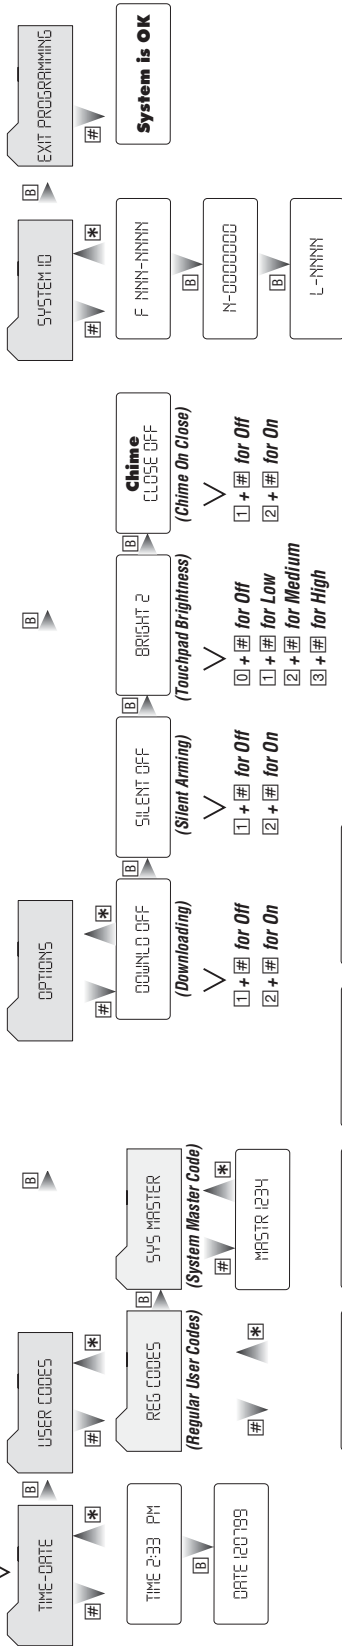 TIME-DATE
# *
TIME 2:33 PM
B
DATE 120799
B
USER CODES
# *
REG CODES
(Regular User Codes)
# *
B
SYS MASTER
(System Master Code)
# *
MASTR 1234
B
OPTIONS
# *
DOWNLD OFF
(Downloading)
1 + # for Off
2 + # for On
B
SILENT OFF
(Silent Arming)
1 + # for Off
2 + # for On
B
BRIGHT 2
(Touchpad Brightness)
0 + # for Off
1 + # for Low
2 + # for Medium
3 + # for High
B
Chime
CLOSE OFF
(Chime On Close)
1 + # for Off
2 + # for On
B
SYSTEM ID
# *
F NNN-NNNN
B
N-0000000
B
L-NNNN
B
EXIT PROGRAMMING
#
System is OK